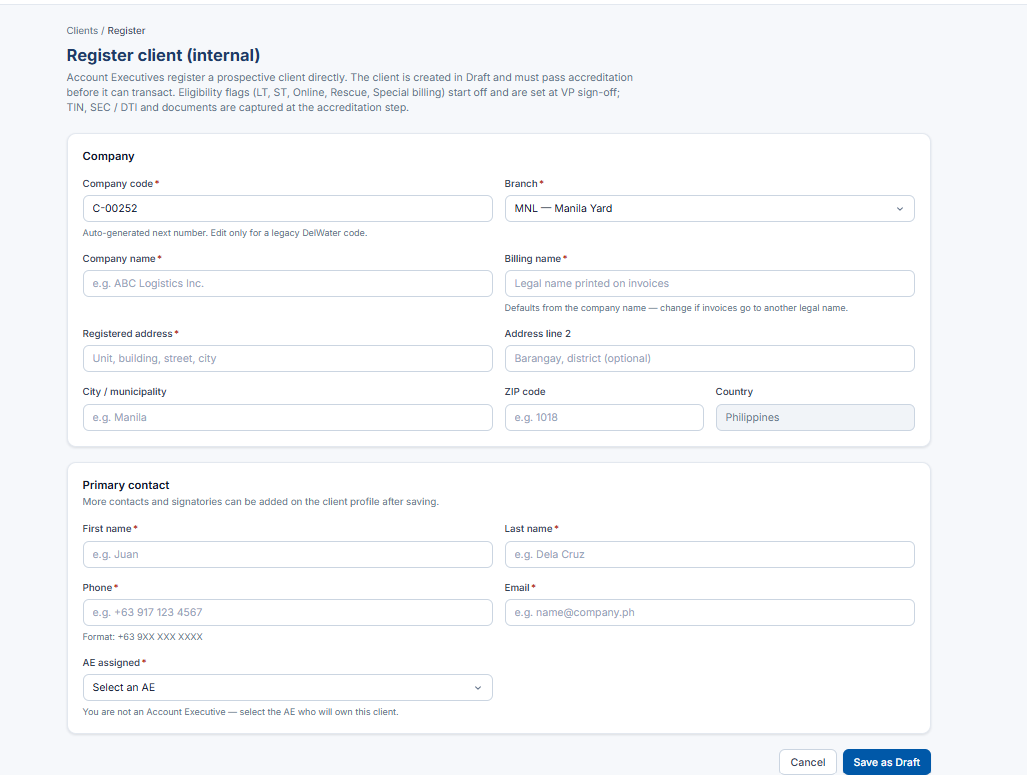 Clients / Register
Register client (internal)
Account Executives register a prospective client directly. The client is created in Draft and must pass accreditation
before it can transact. Eligibility flags (LT, ST, Online, Rescue, Special billing) start off and are set at VP sign-off;
TIN, SEC / DTI and documents are captured at the accreditation step.
Company
Company code*
Branch*
C-00252
MNL — Manila Yard
Auto-generated next number. Edit only for a legacy DelWater code.
Company name*
Billing name*
e.g. ABC Logistics Inc.
Legal name printed on invoices
Defaults from the company name — change if invoices go to another legal name.
Registered address*
Address line 2
Unit, building, street, city
Barangay, district (optional)
City / municipality
ZIP code
Country
e.g. Manila
e.g. 1018
Philippines
Primary contact
More contacts and signatories can be added on the client profile after saving.
First name*
Last name*
e.g. Juan
e.g. Dela Cruz
Phone*
Email*
e.g. +63 917 123 4567
e.g. name@company.ph
Format: +63 9XX XXX XXXX
AE assigned*
Select an AE
You are not an Account Executive — select the AE who will own this client.
Cancel
Save as Draft